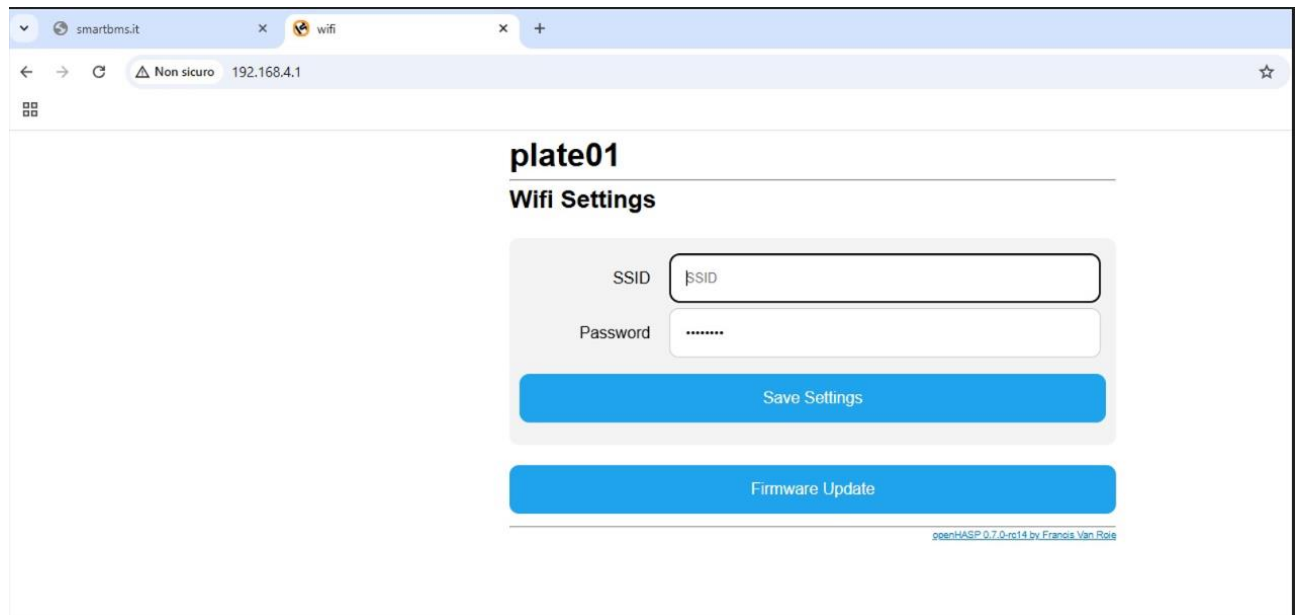 smartbms.it
wifi
Non sicuro 192.168.4.1
plate01
Wifi Settings
SSID SSID
Password ••••••••
Save Settings
Firmware Update
openHASP 0.7.0-rc14 by Francis Van Roie